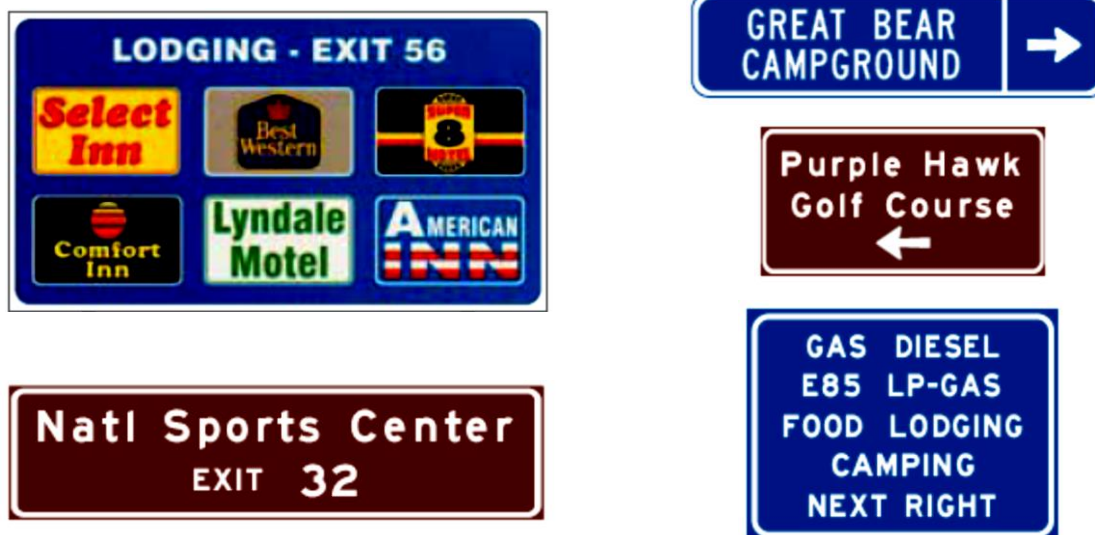 LODGING - EXIT 56
Select
Inn
Best
Western
SUPER
8
MOTEL
Comfort
Inn
Lyndale
Motel
AMERICAN
INN
Natl Sports Center
EXIT 32
GREAT BEAR
CAMPGROUND
Purple Hawk
Golf Course
GAS DIESEL
E85 LP-GAS
FOOD LODGING
CAMPING
NEXT RIGHT